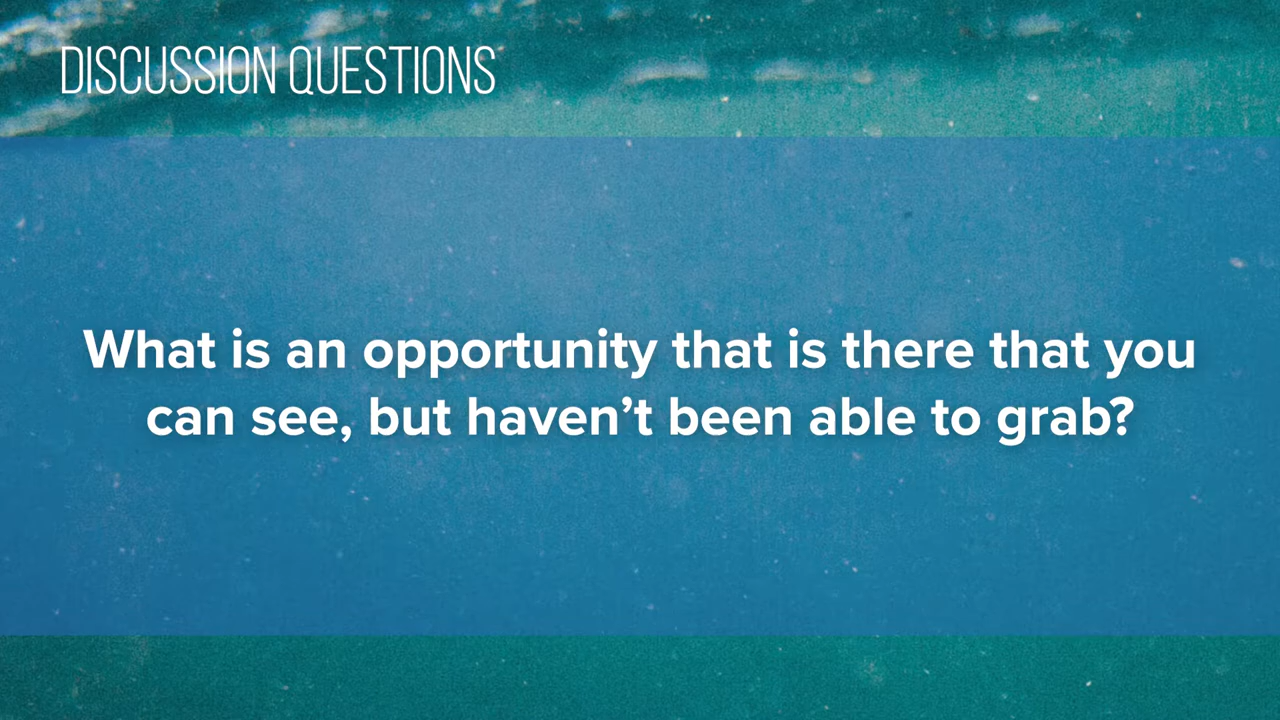 DISCUSSION QUESTIONS
What is an opportunity that is there that you
can see, but haven’t been able to grab?